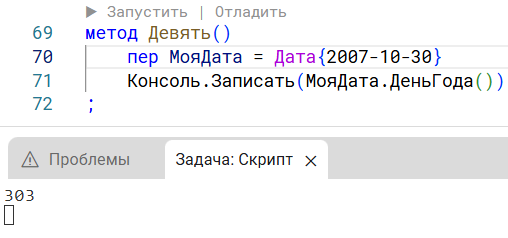 ▶ Запустить | Отладить
69 метод Девять()
70 пер МояДата = Дата{2007-10-30}
71 Консоль.Записать(МояДата.ДеньГода())
72 ;
Проблемы Задача: Скрипт ×
303